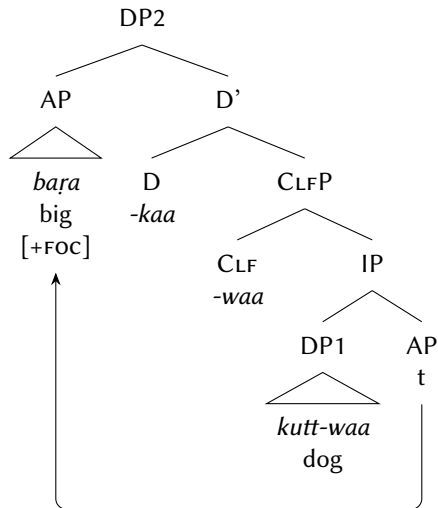 DP2
AP D’
baṛa D CLFP
big -kaa
[+FOC] CLF IP
-waa
DP1 AP
t
kutt-waa
dog